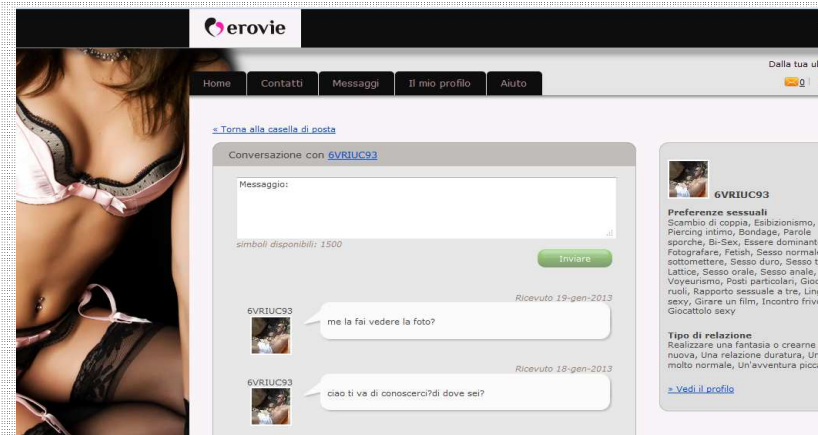 erovie
Dalla tua
Home Contatti Messaggi Il mio profilo Aiuto
0
« Torna alla casella di posta
Conversazione con 6VRIUC93
Messaggio:
simboli disponibili: 1500
Inviare
Ricevuto 19-gen-2013
6VRIUC93
me la fai vedere la foto?
Ricevuto 18-gen-2013
6VRIUC93
ciao ti va di conoscerci?di dove sei?
6VRIUC93
Preferenze sessuali
Scambio di coppia, Esibizionismo,
Piercing intimo, Bondage, Parole
sporche, Bi-Sex, Essere dominant
Fotografare, Fetish, Sesso normale
sottomettere, Sesso duro, Sesso t
Lattice, Sesso orale, Sesso anale,
Voyeurismo, Posti particolari, Gioc
ruoli, Rapporto sessuale a tre, Ling
sexy, Girare un film, Incontro frivo
Giocattolo sexy
Tipo di relazione
Realizzare una fantasia o crearne
nuova, Una relazione duratura, Un
molto normale, Un'avventura picca
» Vedi il profilo